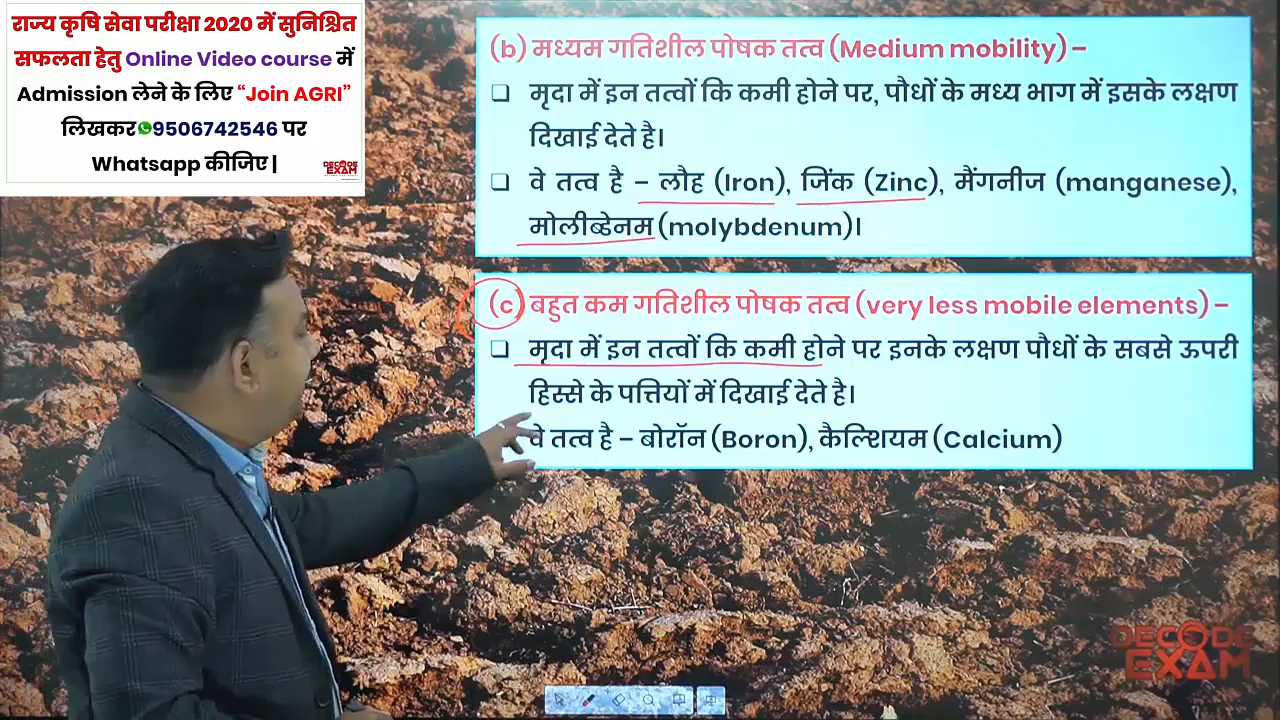 राज्य कृषि सेवा परीक्षा 2020 में सुनिश्चित
सफलता हेतु Online Video course में
Admission लेने के लिए “Join AGRI”
लिखकर 9506742546 पर
Whatsapp कीजिए |
DECODE
EXAM
(b) मध्यम गतिशील पोषक तत्व (Medium mobility) –
❑ मृदा में इन तत्वों कि कमी होने पर, पौधों के मध्य भाग में इसके लक्षण
दिखाई देते है।
❑ वे तत्व है – लौह (Iron), जिंक (Zinc), मैंगनीज (manganese),
मोलीब्डेनम (molybdenum)।
(c) बहुत कम गतिशील पोषक तत्व (very less mobile elements) –
❑ मृदा में इन तत्वों कि कमी होने पर इनके लक्षण पौधों के सबसे ऊपरी
हिस्से के पत्तियों में दिखाई देते है।
वे तत्व है – बोरॉन (Boron), कैल्शियम (Calcium)
DECODE
EXAM